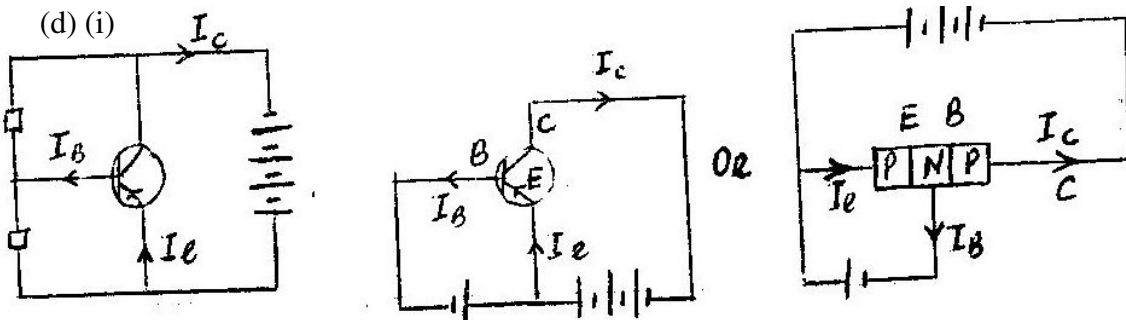 (d) (i)
I_C
I_B
I_e
I_c
C
B
E
I_B
I_e
Or
E B
P N P
I_c
I_e
C
I_B